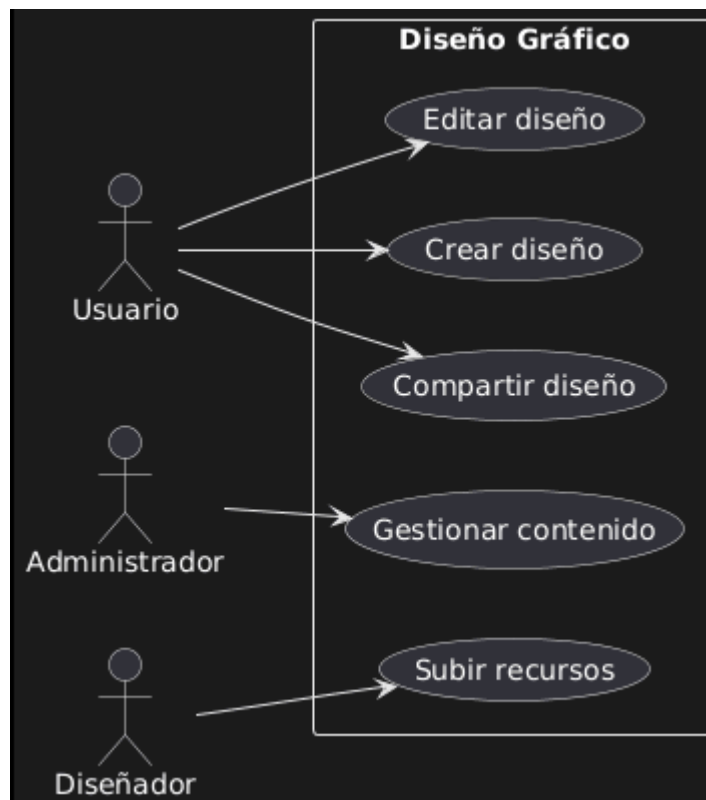 Diseño Gráfico
Editar diseño
Crear diseño
Usuario
Compartir diseño
Gestionar contenido
Administrador
Subir recursos
Diseñador